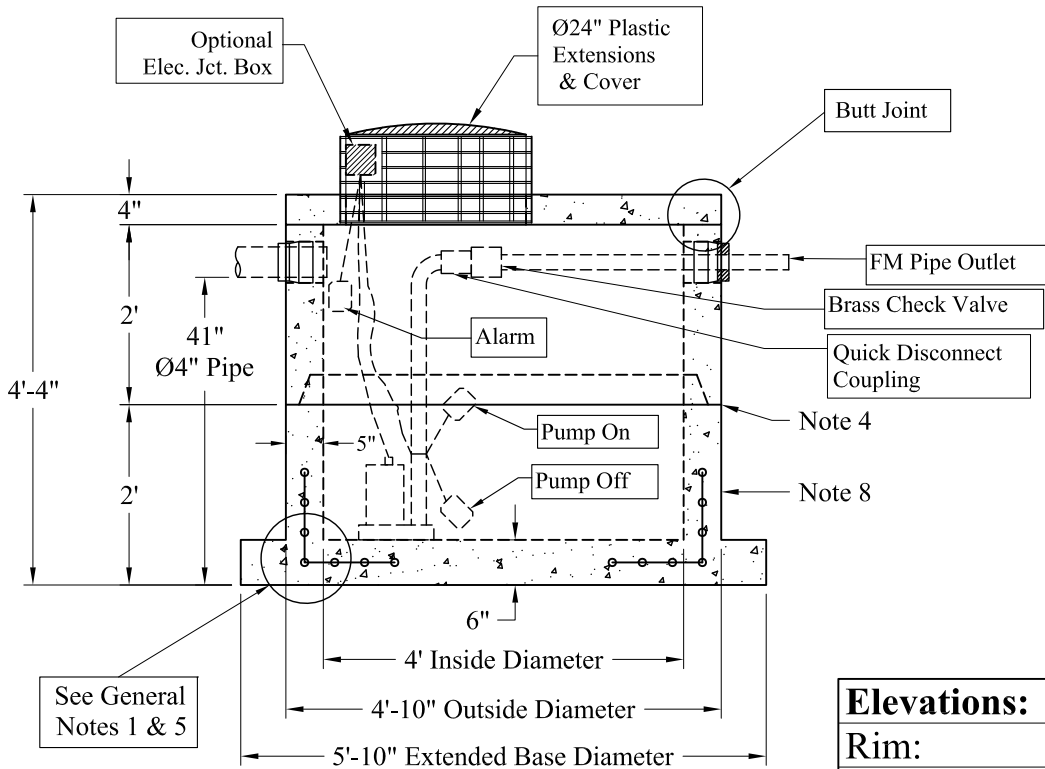 Optional
Elec. Jct. Box
Ø24" Plastic
Extensions
& Cover
Butt Joint
4"
2'
41"
Ø4" Pipe
4'-4"
2'
5"
Alarm
FM Pipe Outlet
Brass Check Valve
Quick Disconnect
Coupling
Pump On
Pump Off
Note 4
Note 8
6"
4' Inside Diameter
4'-10" Outside Diameter
5'-10" Extended Base Diameter
See General
Notes 1 & 5
Elevations:
Rim: